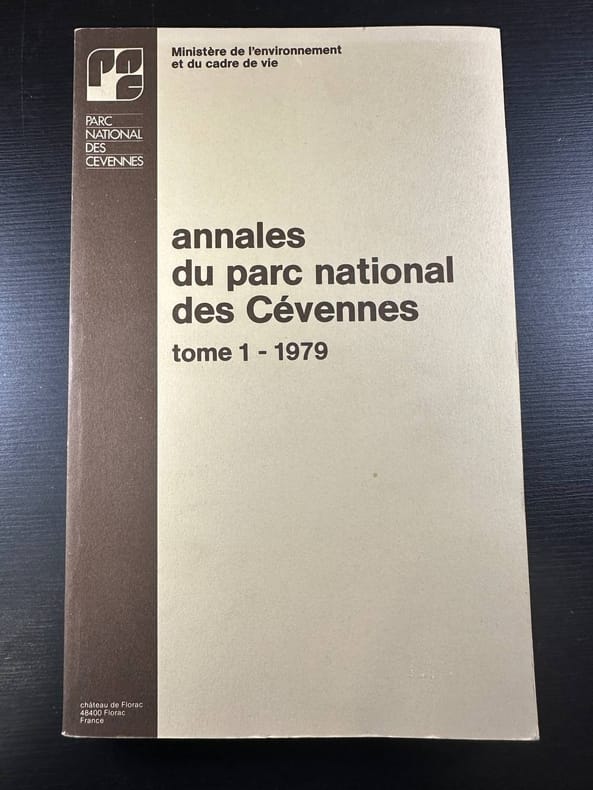 pnc
PARC
NATIONAL
DES
CEVENNES
Ministère de l'environnement
et du cadre de vie
annales
du parc national
des Cévennes
tome 1 - 1979
château de Florac
48400 Florac
France